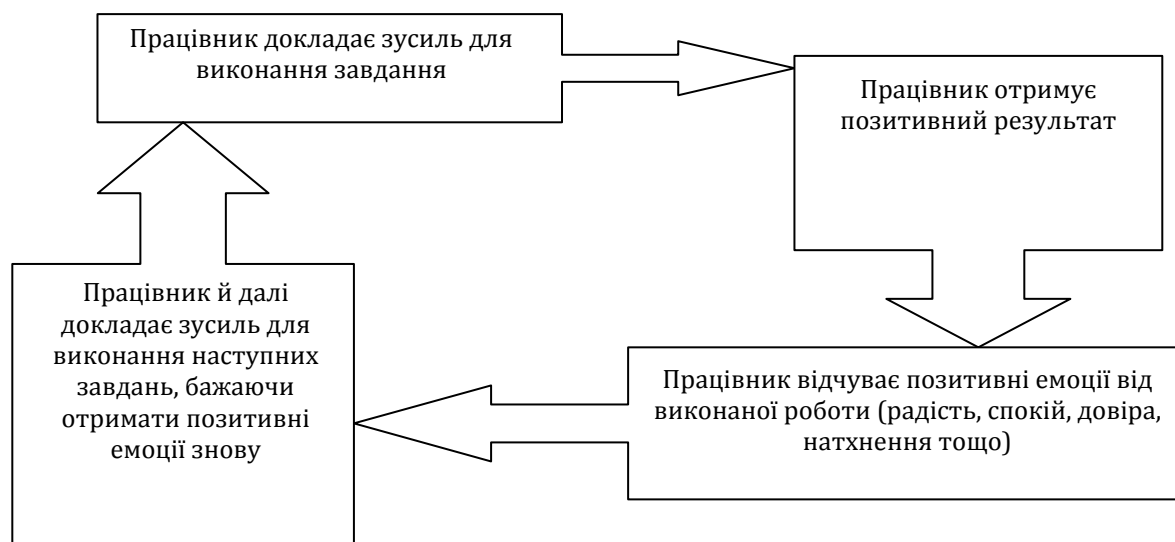 Працівник докладає зусиль для
виконання завдання
Працівник отримує
позитивний результат
Працівник відчуває позитивні емоції від
виконаної роботи (радість, спокій, довіра,
натхнення тощо)
Працівник й далі
докладає зусиль для
виконання наступних
завдань, бажаючи
отримати позитивні
емоції знову